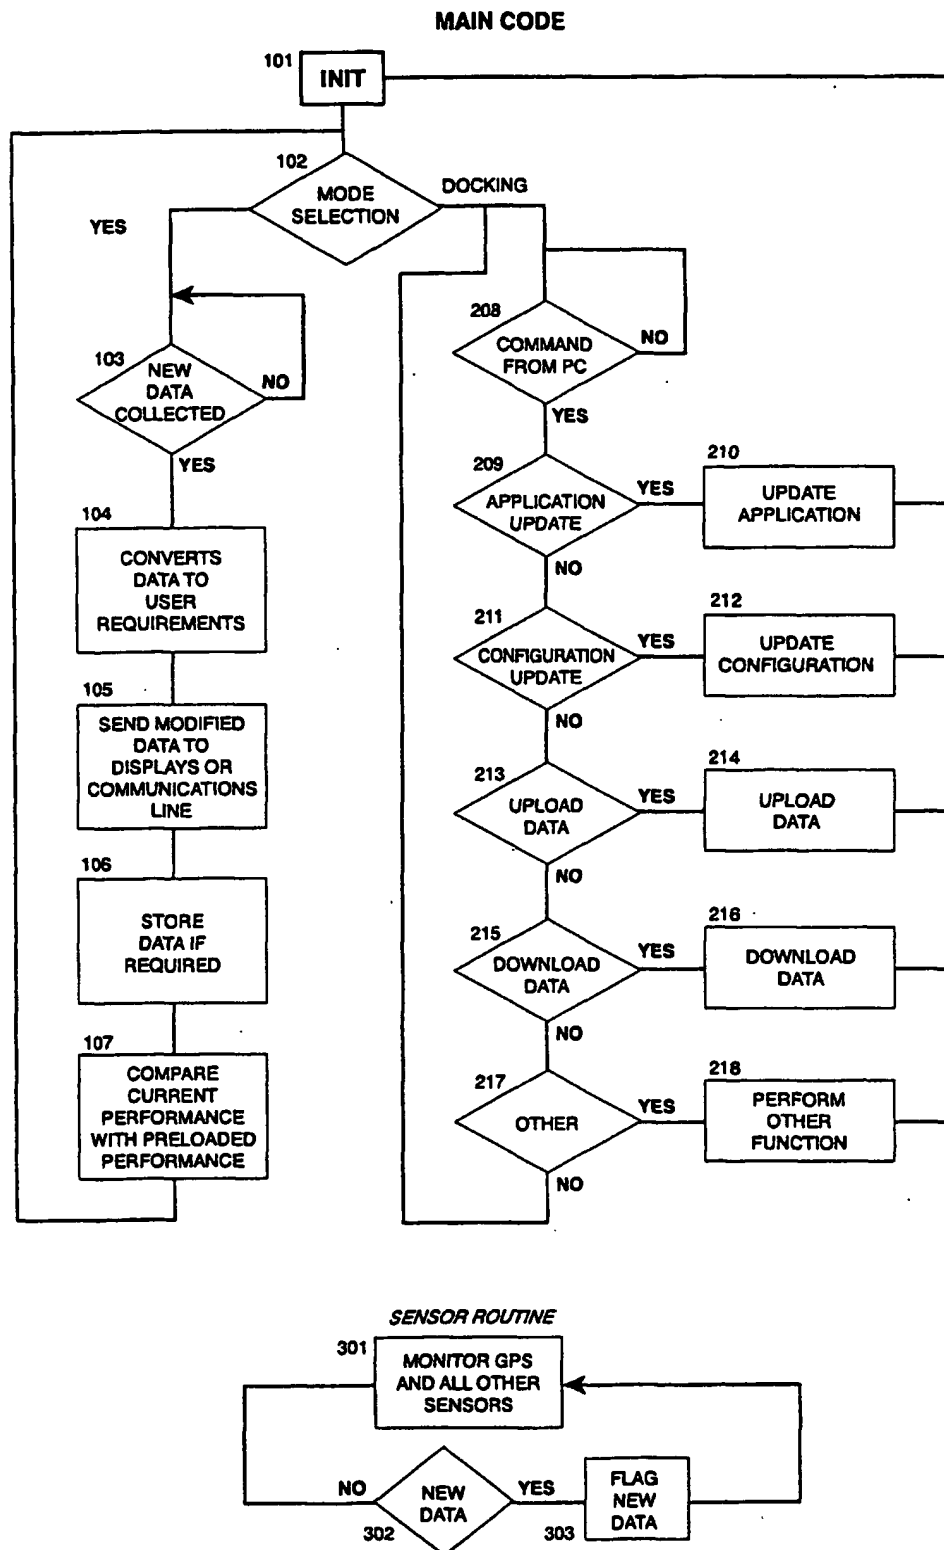 MAIN CODE
101
INIT
102
MODE
SELECTION
DOCKING
YES
103
NEW
DATA
COLLECTED
NO
YES
104
CONVERTS
DATA TO
USER
REQUIREMENTS
105
SEND MODIFIED
DATA TO
DISPLAYS OR
COMMUNICATIONS
LINE
106
STORE
DATA IF
REQUIRED
107
COMPARE
CURRENT
PERFORMANCE
WITH PRELOADED
PERFORMANCE
208
COMMAND
FROM PC
NO
YES
209
APPLICATION
UPDATE
YES
NO
210
UPDATE
APPLICATION
211
CONFIGURATION
UPDATE
YES
NO
212
UPDATE
CONFIGURATION
213
UPLOAD
DATA
YES
NO
214
UPLOAD
DATA
215
DOWNLOAD
DATA
YES
NO
216
DOWNLOAD
DATA
217
OTHER
YES
NO
218
PERFORM
OTHER
FUNCTION
SENSOR ROUTINE
301
MONITOR GPS
AND ALL OTHER
SENSORS
NO
NEW
DATA
302
YES
303
FLAG
NEW
DATA